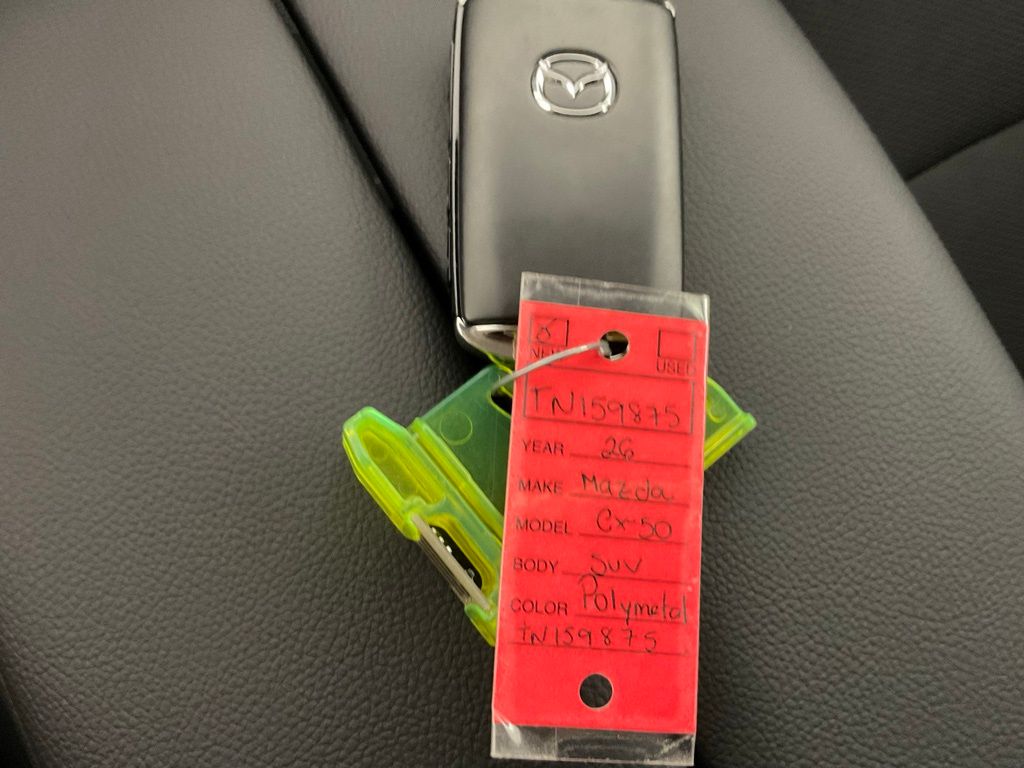 NEW USED
TN159875
YEAR 26
MAKE Mazda
MODEL Cx-50
BODY SUV
COLOR Polymetal
TN159875